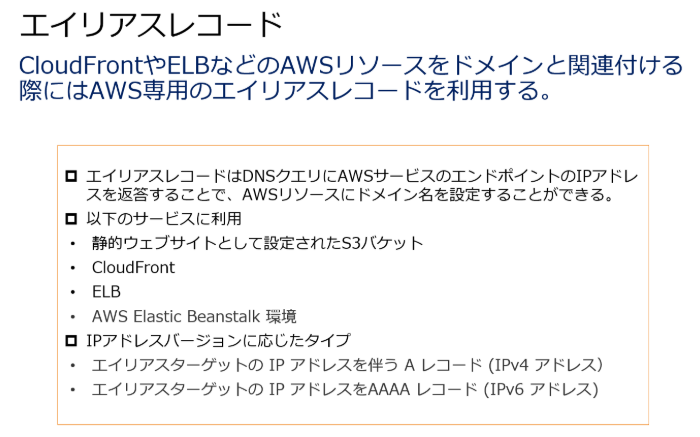 エイリアスレコード
CloudFrontやELBなどのAWSリソースをドメインと関連付ける
際にはAWS専用のエイリアスレコードを利用する。
エイリアスレコードはDNSクエリにAWSサービスのエンドポイントのIPアドレ
スを返答することで、AWSリソースにドメイン名を設定することができる。
以下のサービスに利用
• 静的ウェブサイトとして設定されたS3バケット
• CloudFront
• ELB
• AWS Elastic Beanstalk 環境
IPアドレスバージョンに応じたタイプ
• エイリアスターゲットの IP アドレスを伴う A レコード (IPv4 アドレス）
• エイリアスターゲットの IP アドレスをAAAA レコード (IPv6 アドレス)